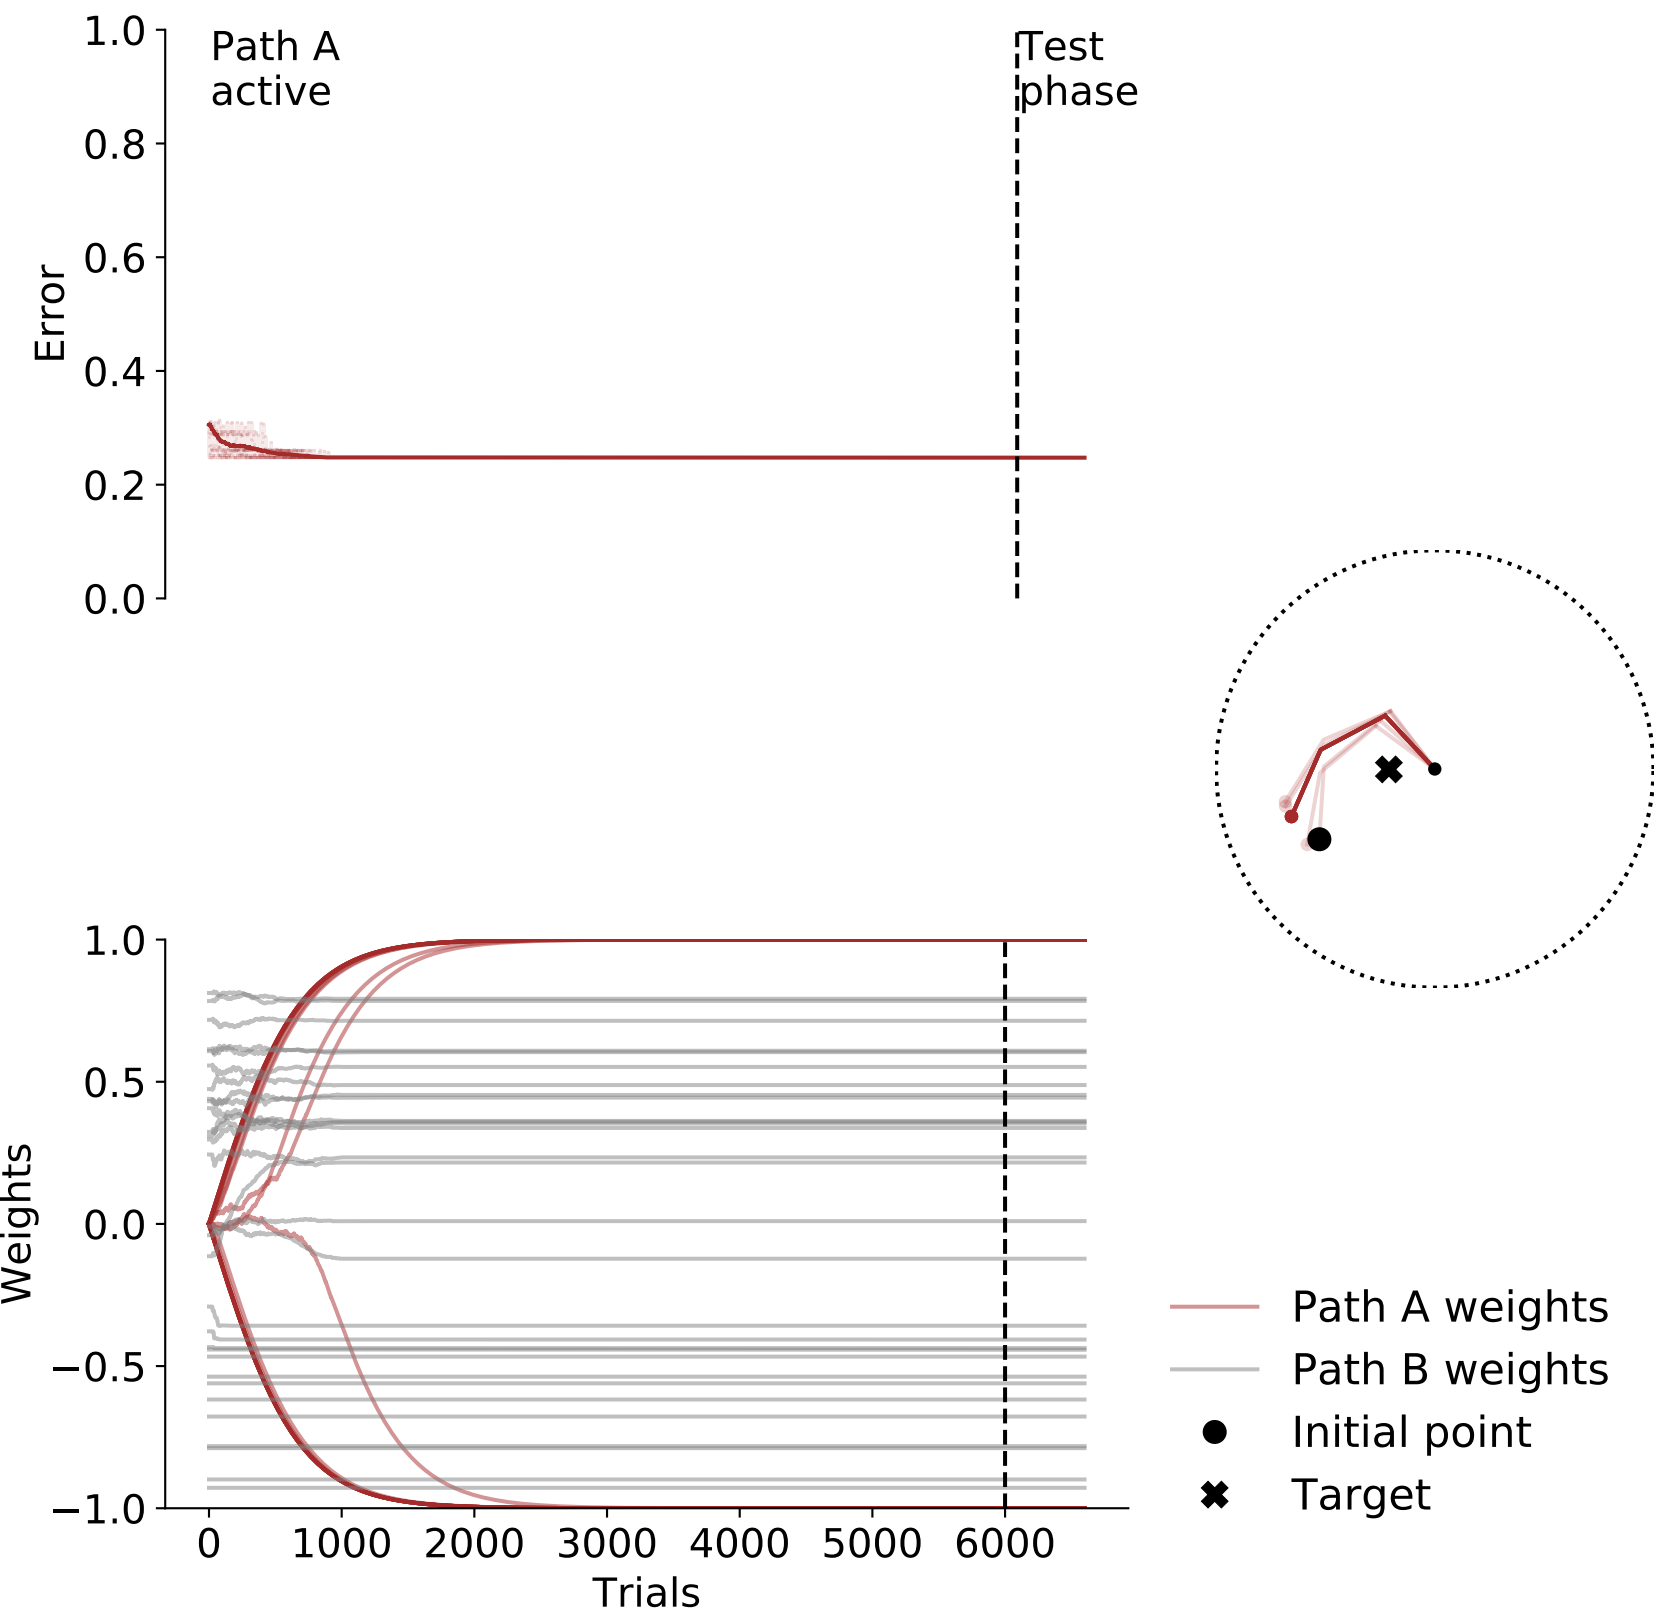 Path A
active
Test
phase
1.0
0.8
0.6
0.4
0.2
0.0
Error
1.0
0.5
0.0
−0.5
−1.0
Weights
0
1000
2000
3000
4000
5000
6000
Trials
Path A weights
Path B weights
Initial point
Target